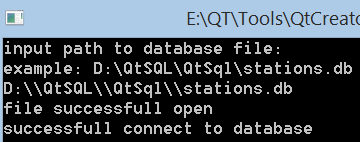 E:\QT\Tools\QtCreato
input path to database file:
example: D:\QtSQL\QtSql\stations.db
D:\\QtSQL\\QtSql\\stations.db
file successfull open
successfull connect to database